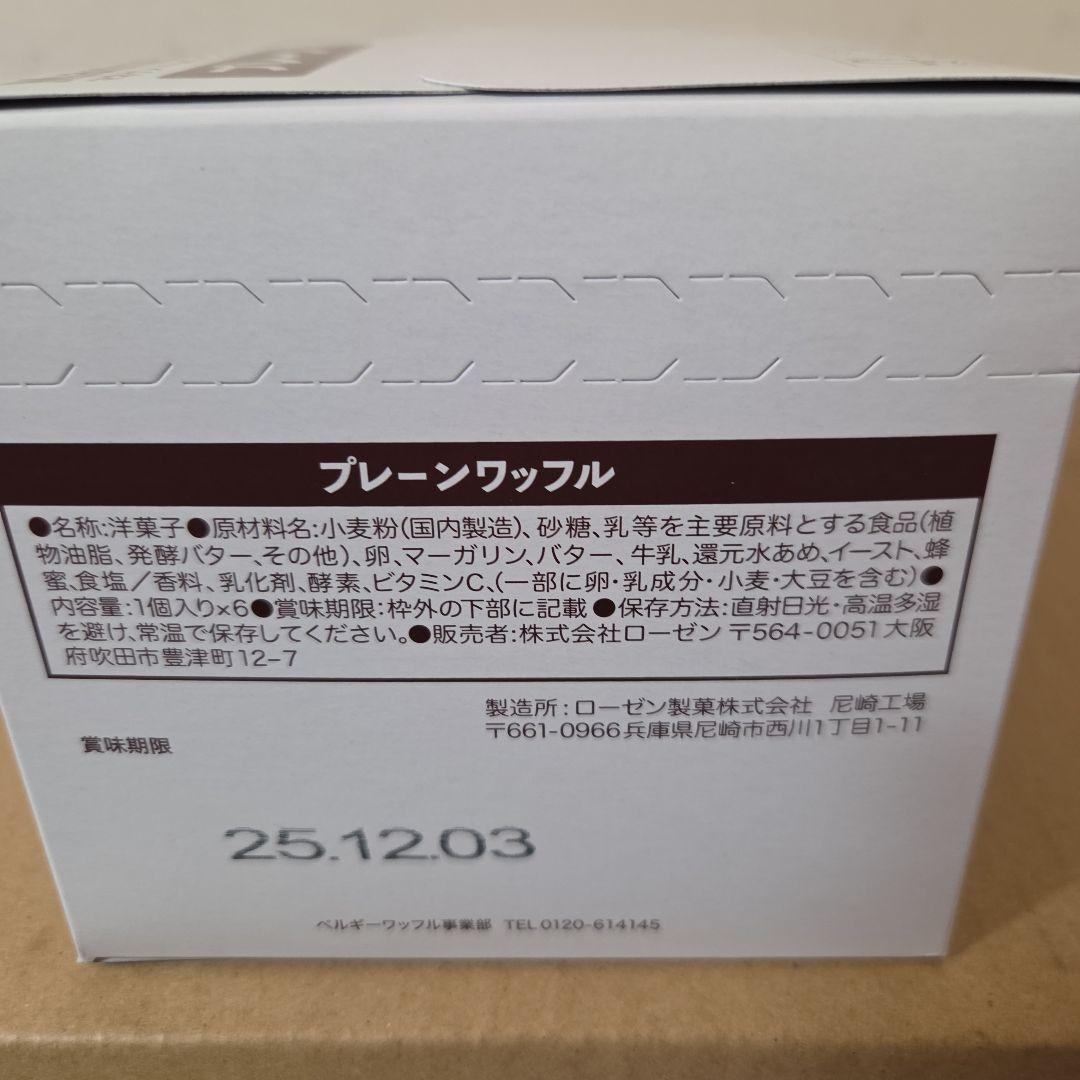 プレーンワッフル
●名称:洋菓子●原材料名:小麦粉(国内製造)、砂糖、乳等を主要原料とする食品(植
物油脂、発酵バター、その他)、卵、マーガリン、バター、牛乳、還元水あめ、イースト、蜂
蜜、食塩／香料、乳化剤、酵素、ビタミンC、(一部に卵・乳成分・小麦・大豆を含む)●
内容量:1個入り×6●賞味期限:枠外の下部に記載●保存方法:直射日光・高温多湿
を避け、常温で保存してください。●販売者:株式会社ローゼン〒564-0051大阪
府吹田市豊津町12-7
製造所:ローゼン製菓株式会社 尼崎工場
〒661-0966兵庫県尼崎市西川1丁目1-11
賞味期限
25.12.03
ベルギーワッフル事業部 TEL 0120-614145